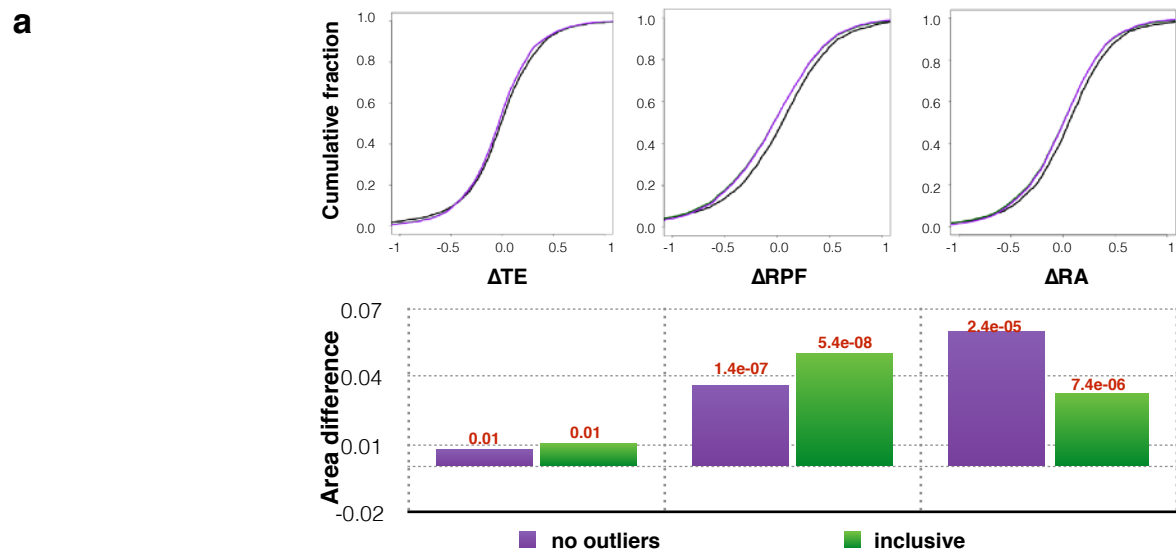 a
Cumulative fraction
1.0
0.8
0.6
0.4
0.2
0.0
-1 -0.5 0.0 0.5 1
ΔTE
1.0
0.8
0.6
0.4
0.2
0.0
-1 -0.5 0.0 0.5 1
ΔRPF
1.0
0.8
0.6
0.4
0.2
0.0
-1 -0.5 0.0 0.5 1
ΔRA
Area difference
0.07
0.04
0.01
-0.02
0.01
0.01
1.4e-07
5.4e-08
2.4e-05
7.4e-06
no outliers
inclusive